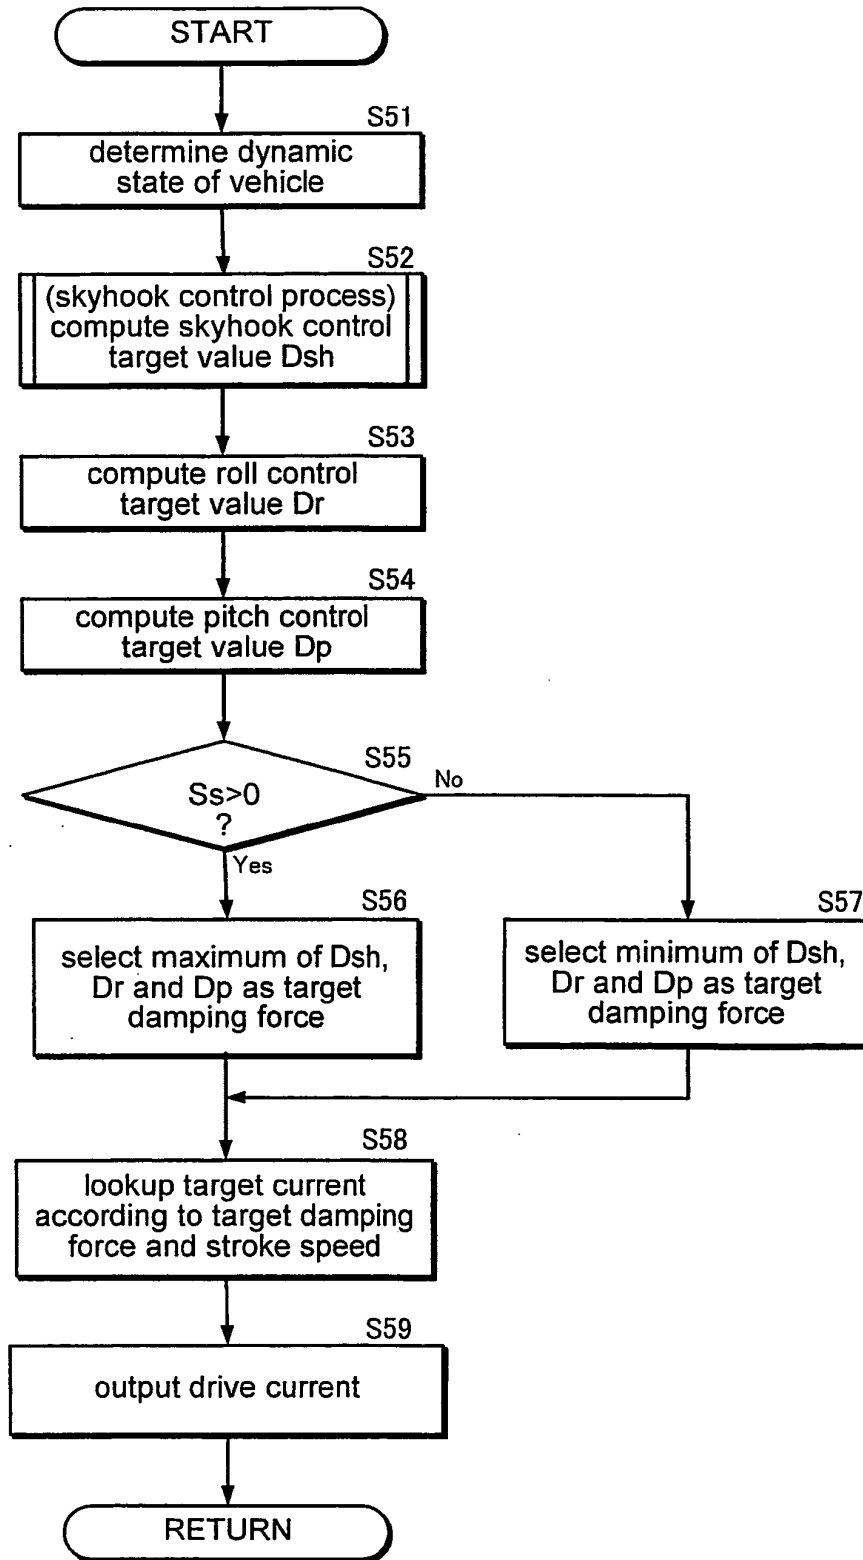 START
S51
determine dynamic
state of vehicle
S52
(skyhook control process)
compute skyhook control
target value Dsh
S53
compute roll control
target value Dr
S54
compute pitch control
target value Dp
S55
Ss>0
?
No
Yes
S56
select maximum of Dsh,
Dr and Dp as target
damping force
S57
select minimum of Dsh,
Dr and Dp as target
damping force
S58
lookup target current
according to target damping
force and stroke speed
S59
output drive current
RETURN